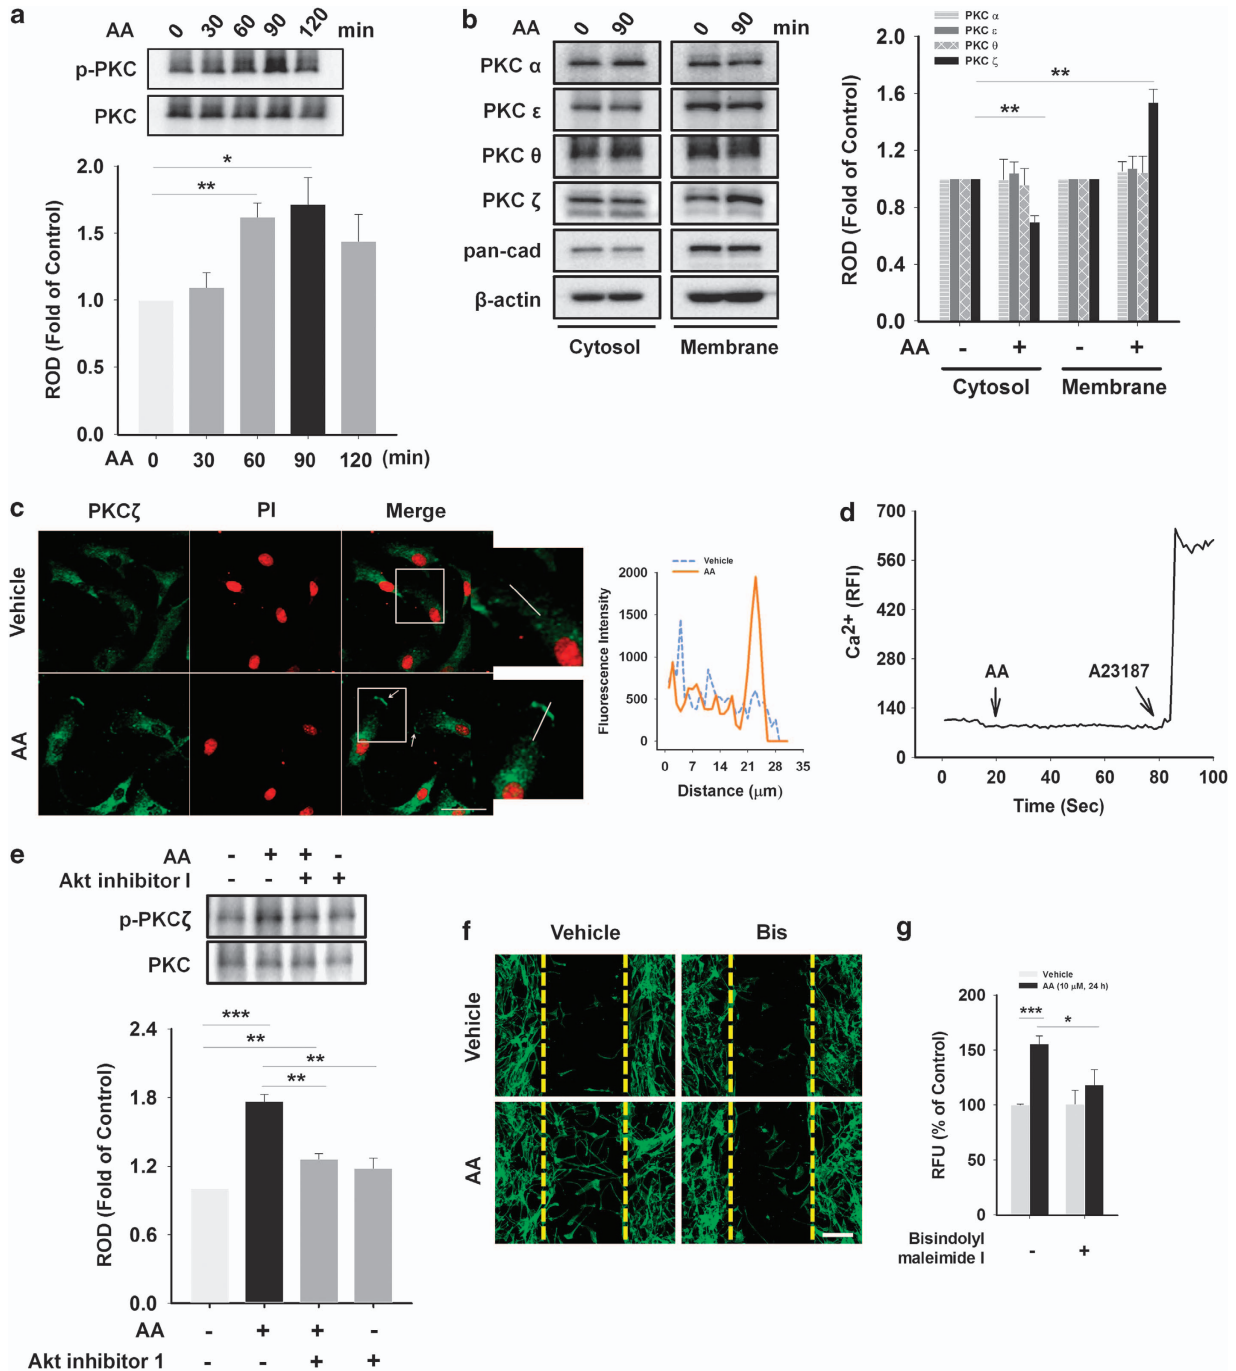 a
AA 0 30 60 90 120 min
p-PKC
PKC
ROD (Fold of Control)
2.0
1.5
1.0
0.5
0.0
*
**
AA 0 30 60 90 120 (min)
b
AA 0 90 0 90 min
PKC α
PKC ε
PKC θ
PKC ζ
pan-cad
β-actin
Cytosol Membrane
PKC α
PKC ε
PKC θ
PKC ζ
ROD (Fold of Control)
2.0
1.6
1.2
0.8
0.4
0.0
**
**
AA - + - +
Cytosol Membrane
c
PKCζ PI Merge
Vehicle
AA
Vehicle
AA
Fluorescence Intensity
2000
1500
1000
500
0
0 7 14 21 28 35
Distance (μm)
d
Ca2+ (RFI)
700
560
420
280
140
0
AA
A23187
0 20 40 60 80 100
Time (Sec)
e
AA - + + -
Akt inhibitor I - - + +
p-PKCζ
PKC
ROD (Fold of Control)
2.4
1.8
1.2
0.6
0.0
***
**
**
**
AA - + + -
Akt inhibitor 1 - - + +
f
Vehicle Bis
Vehicle
AA
g
Vehicle
AA (10 μM, 24 h)
RFU (% of Control)
200
150
100
50
0
***
*
Bisindolyl
maleimide I - +